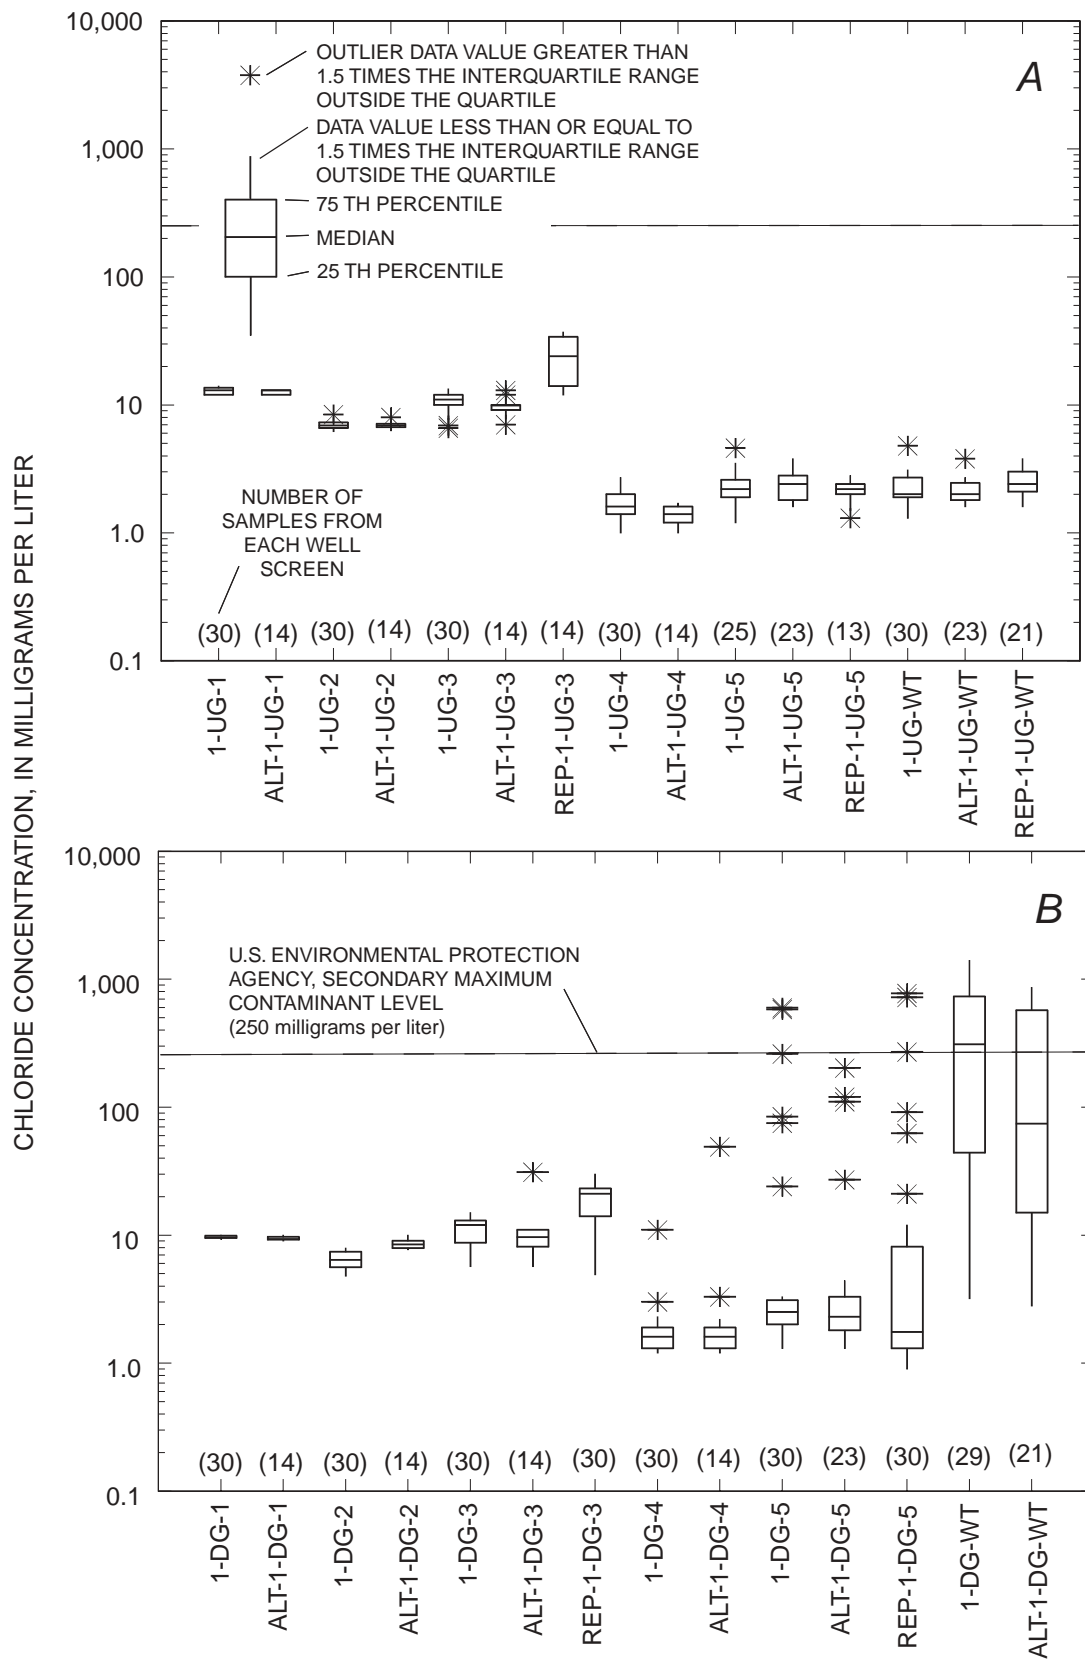 CHLORIDE CONCENTRATION, IN MILLIGRAMS PER LITER
10,000
1,000
100
10
1.0
0.1
A
OUTLIER DATA VALUE GREATER THAN
1.5 TIMES THE INTERQUARTILE RANGE
OUTSIDE THE QUARTILE
DATA VALUE LESS THAN OR EQUAL TO
1.5 TIMES THE INTERQUARTILE RANGE
OUTSIDE THE QUARTILE
75 TH PERCENTILE
MEDIAN
25 TH PERCENTILE
NUMBER OF
SAMPLES FROM
EACH WELL
SCREEN
(30) (14) (30) (14) (30) (14) (14) (30) (14) (25) (23) (13) (30) (23) (21)
1-UG-1
ALT-1-UG-1
1-UG-2
ALT-1-UG-2
1-UG-3
ALT-1-UG-3
REP-1-UG-3
1-UG-4
ALT-1-UG-4
1-UG-5
ALT-1-UG-5
REP-1-UG-5
1-UG-WT
ALT-1-UG-WT
REP-1-UG-WT
10,000
1,000
100
10
1.0
0.1
B
U.S. ENVIRONMENTAL PROTECTION
AGENCY, SECONDARY MAXIMUM
CONTAMINANT LEVEL
(250 milligrams per liter)
(30) (14) (30) (14) (30) (14) (30) (30) (14) (30) (23) (30) (29) (21)
1-DG-1
ALT-1-DG-1
1-DG-2
ALT-1-DG-2
1-DG-3
ALT-1-DG-3
REP-1-DG-3
1-DG-4
ALT-1-DG-4
1-DG-5
ALT-1-DG-5
REP-1-DG-5
1-DG-WT
ALT-1-DG-WT